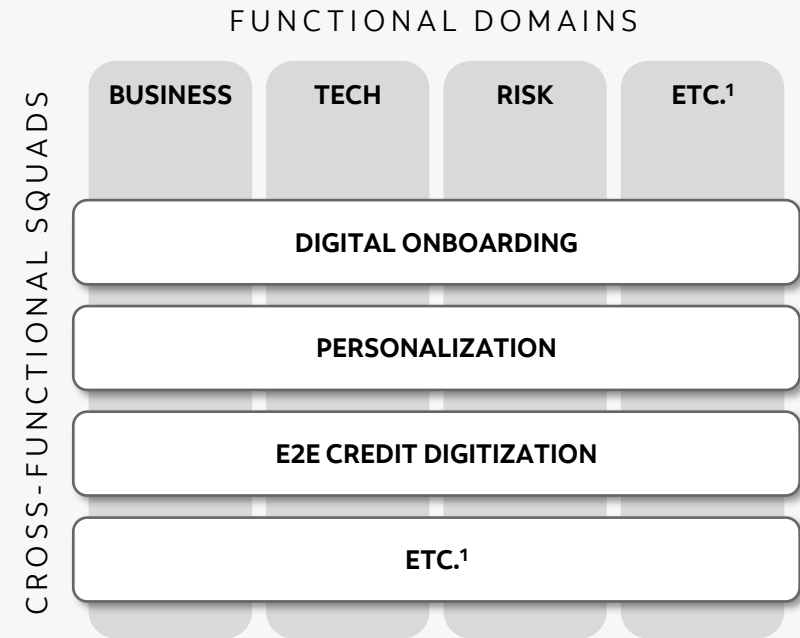 FUNCTIONAL DOMAINS
CROSS-FUNCTIONAL SQUADS
BUSINESS
TECH
RISK
ETC.¹
DIGITAL ONBOARDING
PERSONALIZATION
E2E CREDIT DIGITIZATION
ETC.¹